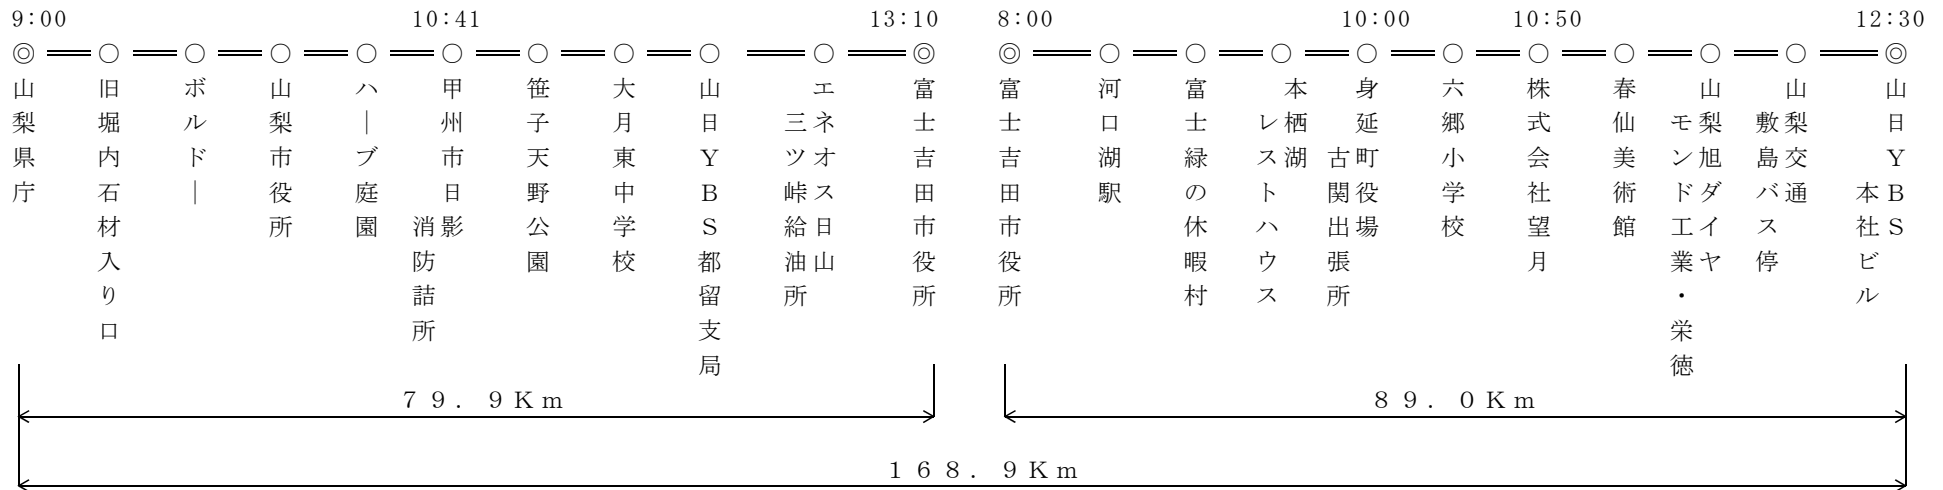 9:00
10:41
13:10
8:00
10:00
10:50
12:30
山梨県庁
旧堀内石材入り口
ボルドー
山梨市役所
ハーブ庭園
甲州市日影
消防詰所
笹子天野公園
大月東中学校
山日YBS都留支局
エネオス日山
三ツ峠給油所
富士吉田市役所
富士吉田市役所
河口湖駅
富士緑の休暇村
本栖湖
レストハウス
身延町役場
古関出張所
六郷小学校
株式会社望月
春仙美術館
山梨旭ダイヤ
モンド工業・栄徳
山梨交通
敷島バス停
山日YBS
本社ビル
79.9Km
89.0Km
168.9Km